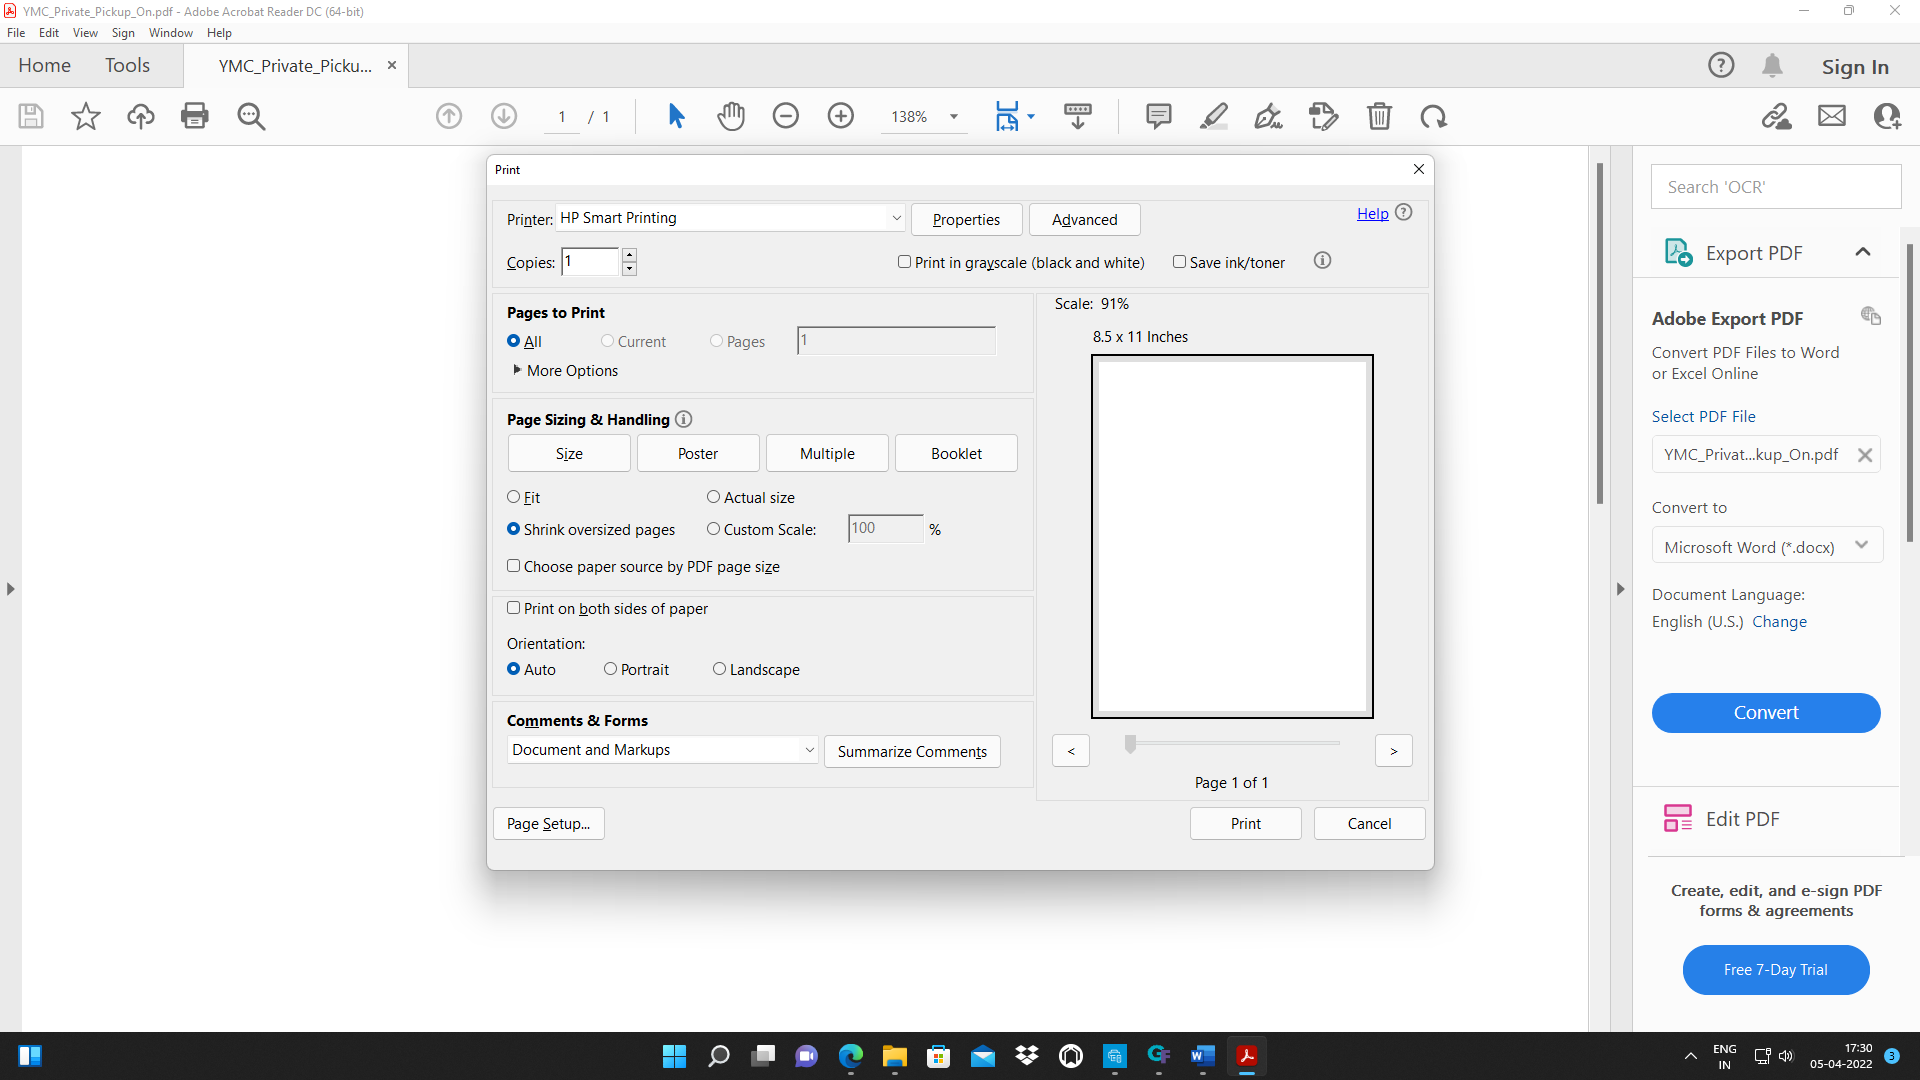 YMC_Private_Pickup_On.pdf - Adobe Acrobat Reader DC (64-bit)
File Edit View Sign Window Help
Home Tools YMC_Private_Picku... Sign In
1 / 1 138%
Print
Printer: HP Smart Printing Properties Advanced Help
Copies: 1 Print in grayscale (black and white) Save ink/toner
Pages to Print
All Current Pages 1
More Options
Page Sizing & Handling
Size Poster Multiple Booklet
Fit Actual size
Shrink oversized pages Custom Scale: 100 %
Choose paper source by PDF page size
Print on both sides of paper
Orientation:
Auto Portrait Landscape
Comments & Forms
Document and Markups Summarize Comments
Page Setup...
Scale: 91%
8.5 x 11 Inches
< >
Page 1 of 1
Print Cancel
Search 'OCR'
Export PDF
Adobe Export PDF
Convert PDF Files to Word
or Excel Online
Select PDF File
YMC_Privat...kup_On.pdf
Convert to
Microsoft Word (*.docx)
Document Language:
English (U.S.) Change
Convert
Edit PDF
Create, edit, and e-sign PDF
forms & agreements
Free 7-Day Trial
ENG
IN
17:30
05-04-2022
3